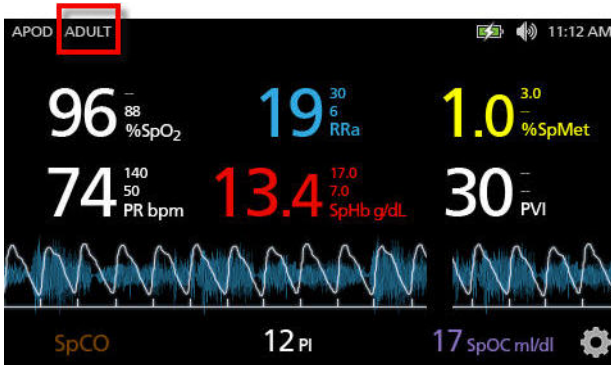 APOD ADULT 11:12 AM
96 – 88 %SpO₂
19 30 6 RRa
1.0 3.0 – %SpMet
74 140 50 PR bpm
13.4 17.0 7.0 SpHb g/dL
30 – – PVI
SpCO 12 PI 17 SpOC ml/dl